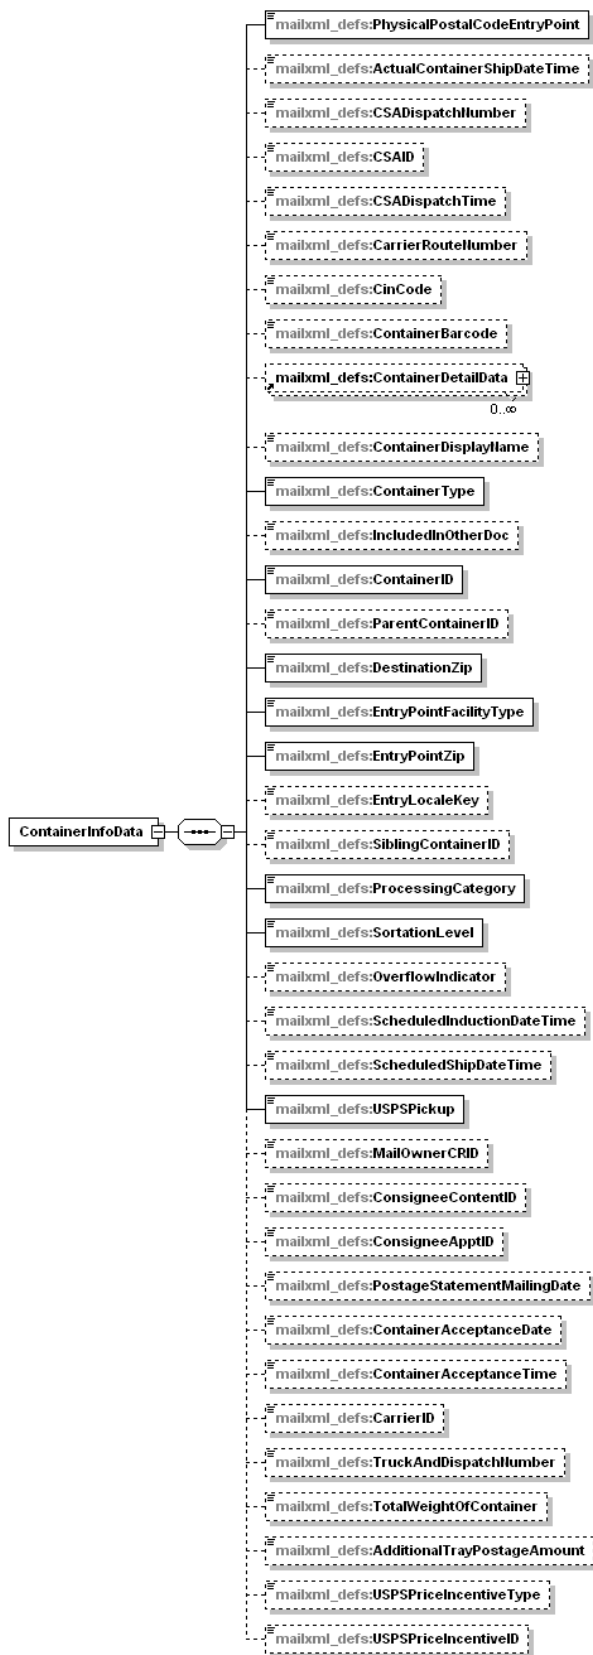 mailxml_defs:PhysicalPostalCodeEntryPoint
mailxml_defs:ActualContainerShipDateTime
mailxml_defs:CSADispatchNumber
mailxml_defs:CSAID
mailxml_defs:CSADispatchTime
mailxml_defs:CarrierRouteNumber
mailxml_defs:CinCode
mailxml_defs:ContainerBarcode
mailxml_defs:ContainerDetailData
0..∞
mailxml_defs:ContainerDisplayName
mailxml_defs:ContainerType
mailxml_defs:IncludedInOtherDoc
mailxml_defs:ContainerID
mailxml_defs:ParentContainerID
mailxml_defs:DestinationZip
mailxml_defs:EntryPointFacilityType
mailxml_defs:EntryPointZip
mailxml_defs:EntryLocaleKey
ContainerInfoData
mailxml_defs:SiblingContainerID
mailxml_defs:ProcessingCategory
mailxml_defs:SortationLevel
mailxml_defs:OverflowIndicator
mailxml_defs:ScheduledInductionDateTime
mailxml_defs:ScheduledShipDateTime
mailxml_defs:USPSPickup
mailxml_defs:MailOwnerCRID
mailxml_defs:ConsigneeContentID
mailxml_defs:ConsigneeApptID
mailxml_defs:PostageStatementMailingDate
mailxml_defs:ContainerAcceptanceDate
mailxml_defs:ContainerAcceptanceTime
mailxml_defs:CarrierID
mailxml_defs:TruckAndDispatchNumber
mailxml_defs:TotalWeightOfContainer
mailxml_defs:AdditionalTrayPostageAmount
mailxml_defs:USPSPriceIncentiveType
mailxml_defs:USPSPriceIncentiveID